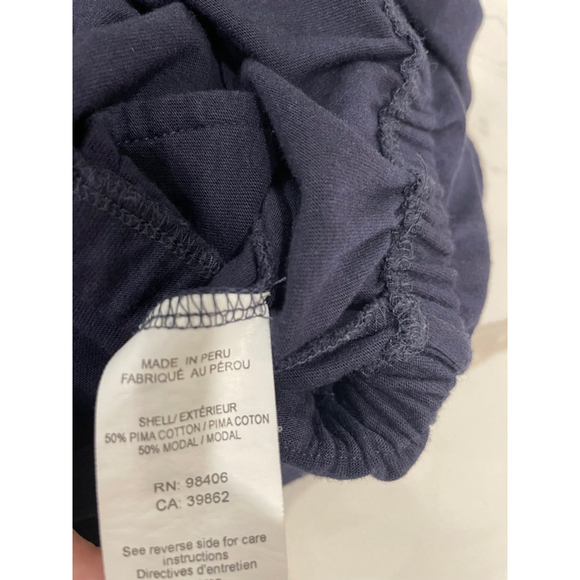 MADE IN PERU
FABRIQUÉ AU PÉROU
SHELL/ EXTÉRIEUR
50% PIMA COTTON / PIMA COTON
50% MODAL / MODAL
RN: 98406
CA: 39862
See reverse side for care
instructions
Directives d'entretien